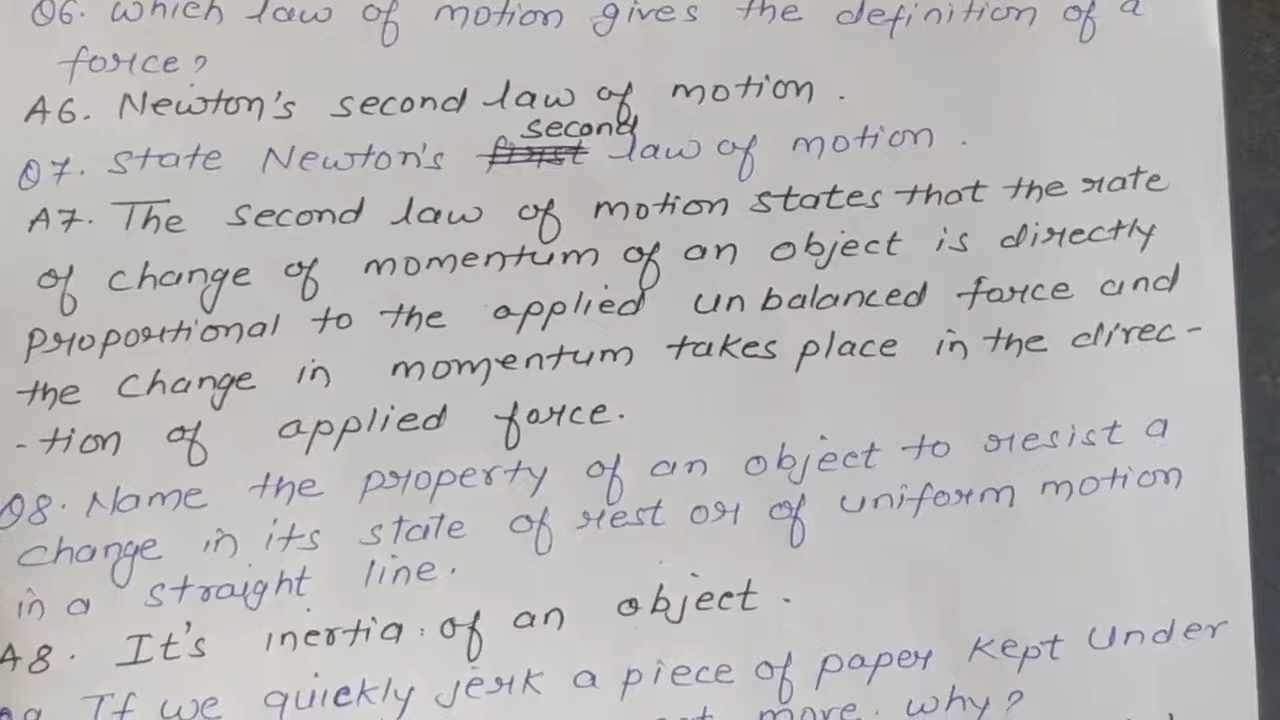 Q6. which law of motion gives the definition of a
force?
A6. Newton's second law of motion.
second
Q7. State Newton's first law of motion.
A7. The second law of motion states that the rate
of change of momentum of an object is directly
proportional to the applied unbalanced force and
the change in momentum takes place in the direc-
-tion of applied force.
Q8. Name the property of an object to resist a
change in its state of rest or of uniform motion
in a straight line.
A8. It's inertia of an object.
If we quickly jerk a piece of paper kept under
more. why?